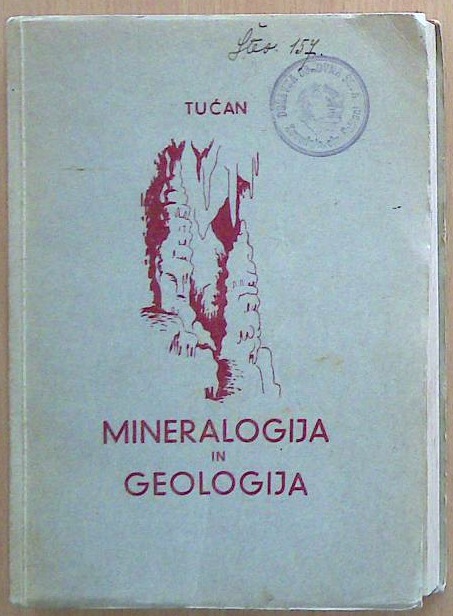 Štev. 157.
TUĆAN
MINERALOGIJA
IN
GEOLOGIJA